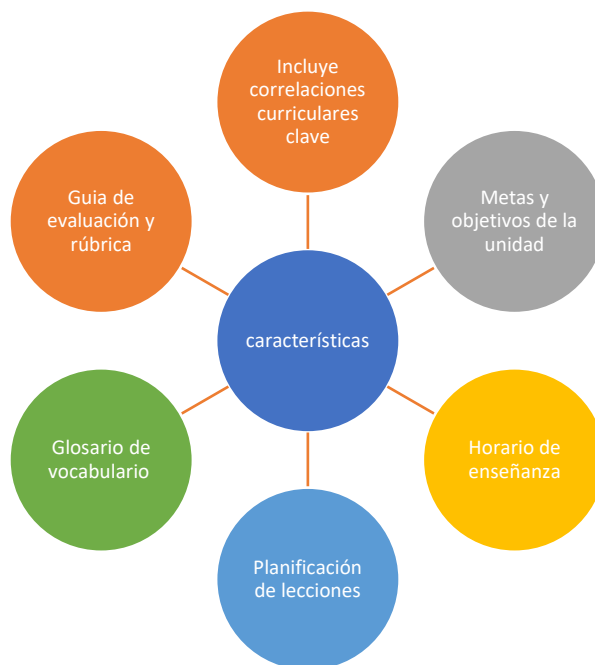 Incluye
correlaciones
curriculares
clave
Metas y
objetivos de la
unidad
Horario de
enseñanza
Planificación
de lecciones
Glosario de
vocabulario
Guia de
evaluación y
rúbrica
características